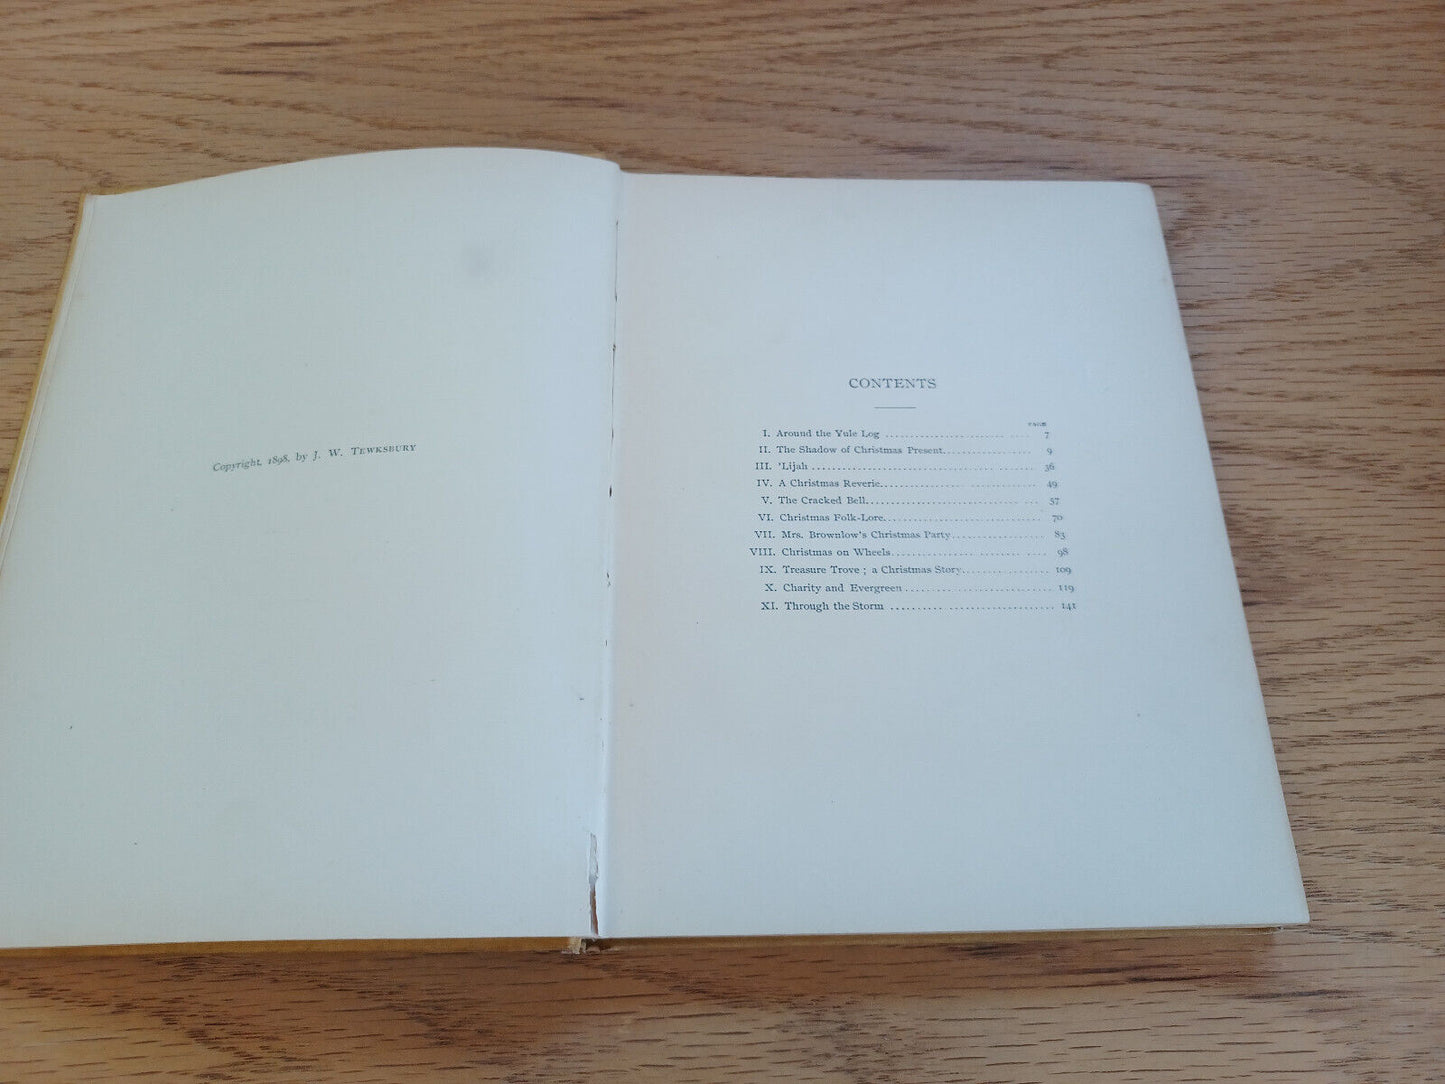 Copyright, 1898, by J. W. TEWKSBURY
CONTENTS
PAGE
I. Around the Yule Log .................... 7
II. The Shadow of Christmas Present................ 9
III. 'Lijah ........................................ 36
IV. A Christmas Reverie............................ 49
V. The Cracked Bell............................... 57
VI. Christmas Folk-Lore............................ 70
VII. Mrs. Brownlow's Christmas Party................ 83
VIII. Christmas on Wheels............................ 98
IX. Treasure Trove ; a Christmas Story................ 109
X. Charity and Evergreen ............................ 119
XI. Through the Storm ............................... 141